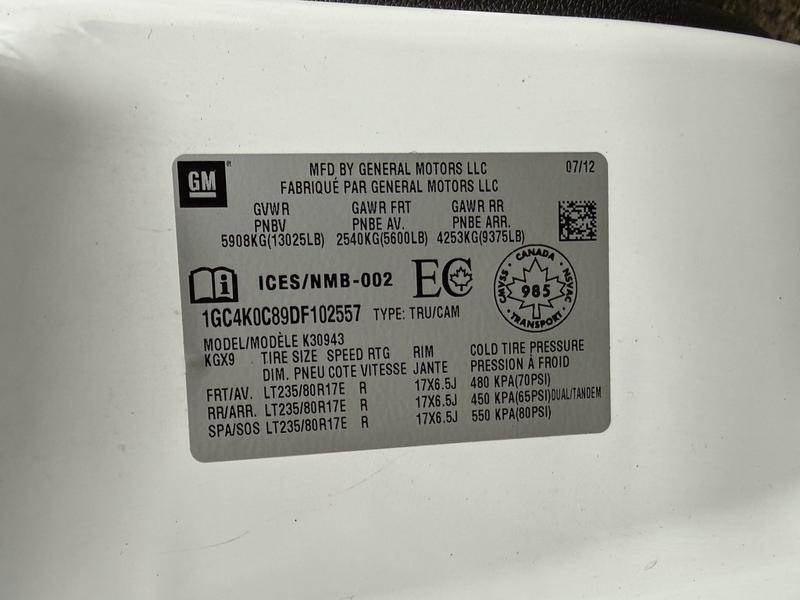 GM
MFD BY GENERAL MOTORS LLC 07/12
FABRIQUÉ PAR GENERAL MOTORS LLC
GVWR GAWR FRT GAWR RR
PNBV PNBE AV. PNBE ARR.
5908KG(13025LB) 2540KG(5600LB) 4253KG(9375LB)
i ICES/NMB-002 EC
CANADA CMVSS NSVAC 985 TRANSPORT
1GC4K0C89DF102557 TYPE: TRU/CAM
MODEL/MODÈLE K30943
KGX9 TIRE SIZE SPEED RTG RIM COLD TIRE PRESSURE
DIM. PNEU COTE VITESSE JANTE PRESSION À FROID
FRT/AV. LT235/80R17E R 17X6.5J 480 KPA(70PSI)
RR/ARR. LT235/80R17E R 17X6.5J 450 KPA(65PSI)DUAL/TANDEM
SPA/SOS LT235/80R17E R 17X6.5J 550 KPA(80PSI)